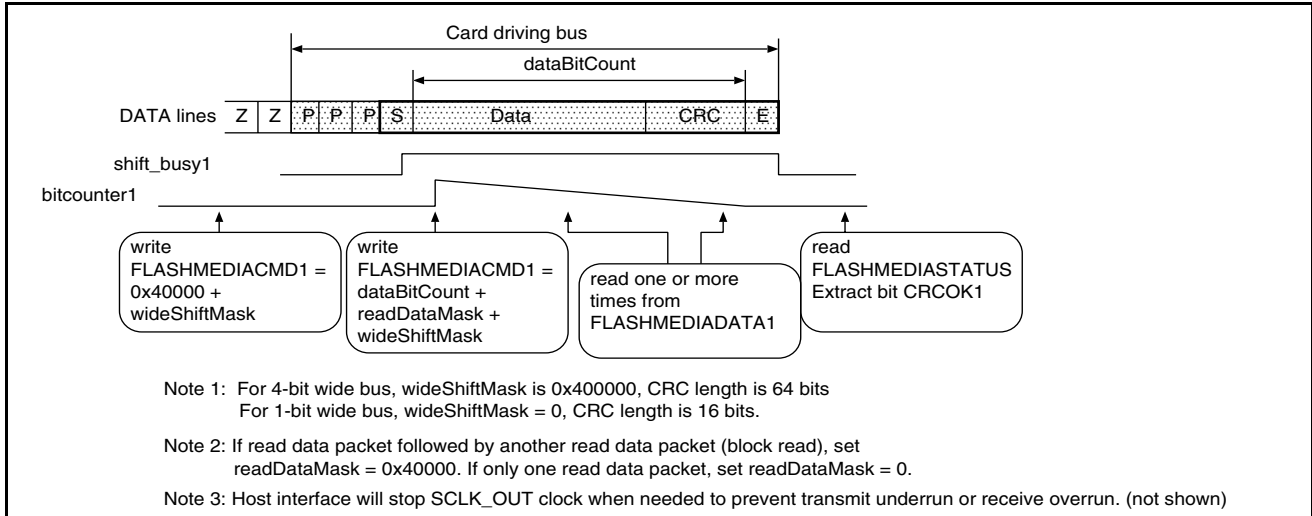 Card driving bus
dataBitCount
DATA lines Z Z P P P S Data CRC E
shift_busy1
bitcounter1
write
FLASHMEDIACMD1 =
0x40000 +
wideShiftMask
write
FLASHMEDIACMD1 =
dataBitCount +
readDataMask +
wideShiftMask
read one or more
times from
FLASHMEDIADATA1
read
FLASHMEDIASTATUS
Extract bit CRCOK1
Note 1: For 4-bit wide bus, wideShiftMask is 0x400000, CRC length is 64 bits
For 1-bit wide bus, wideShiftMask = 0, CRC length is 16 bits.
Note 2: If read data packet followed by another read data packet (block read), set
readDataMask = 0x40000. If only one read data packet, set readDataMask = 0.
Note 3: Host interface will stop SCLK_OUT clock when needed to prevent transmit underrun or receive overrun. (not shown)